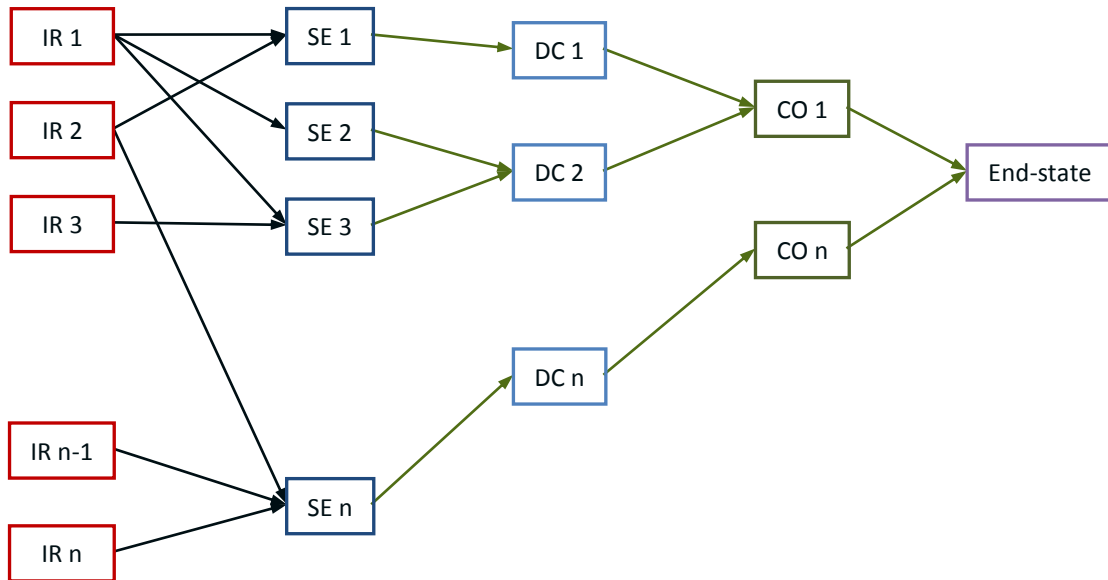 IR 1
IR 2
IR 3
IR n-1
IR n
SE 1
SE 2
SE 3
SE n
DC 1
DC 2
DC n
CO 1
CO n
End-state